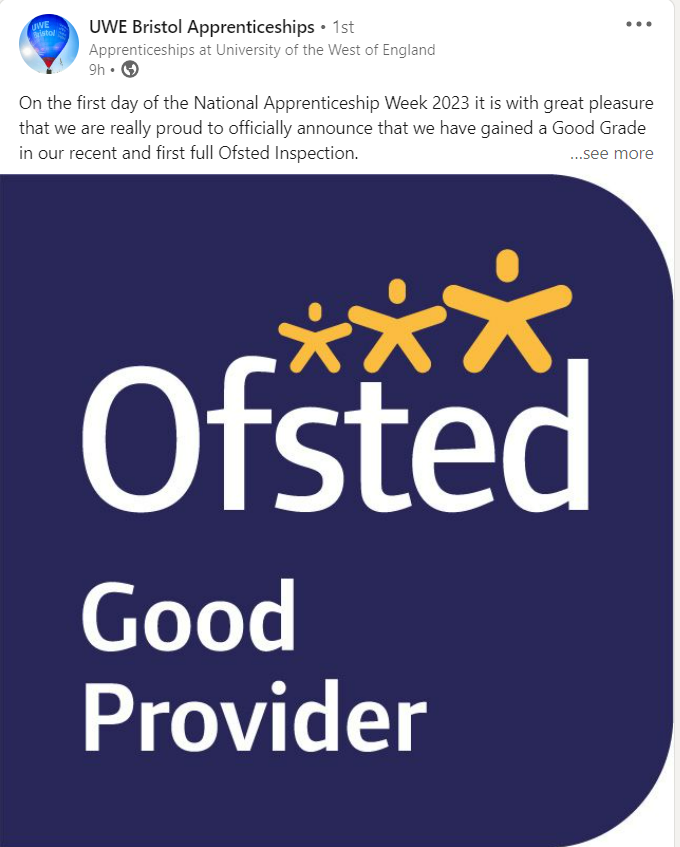 UWE
Bristol
UWE Bristol Apprenticeships • 1st
Apprenticeships at University of the West of England
9h •
On the first day of the National Apprenticeship Week 2023 it is with great pleasure
that we are really proud to officially announce that we have gained a Good Grade
in our recent and first full Ofsted Inspection. ...see more
Ofsted
Good
Provider